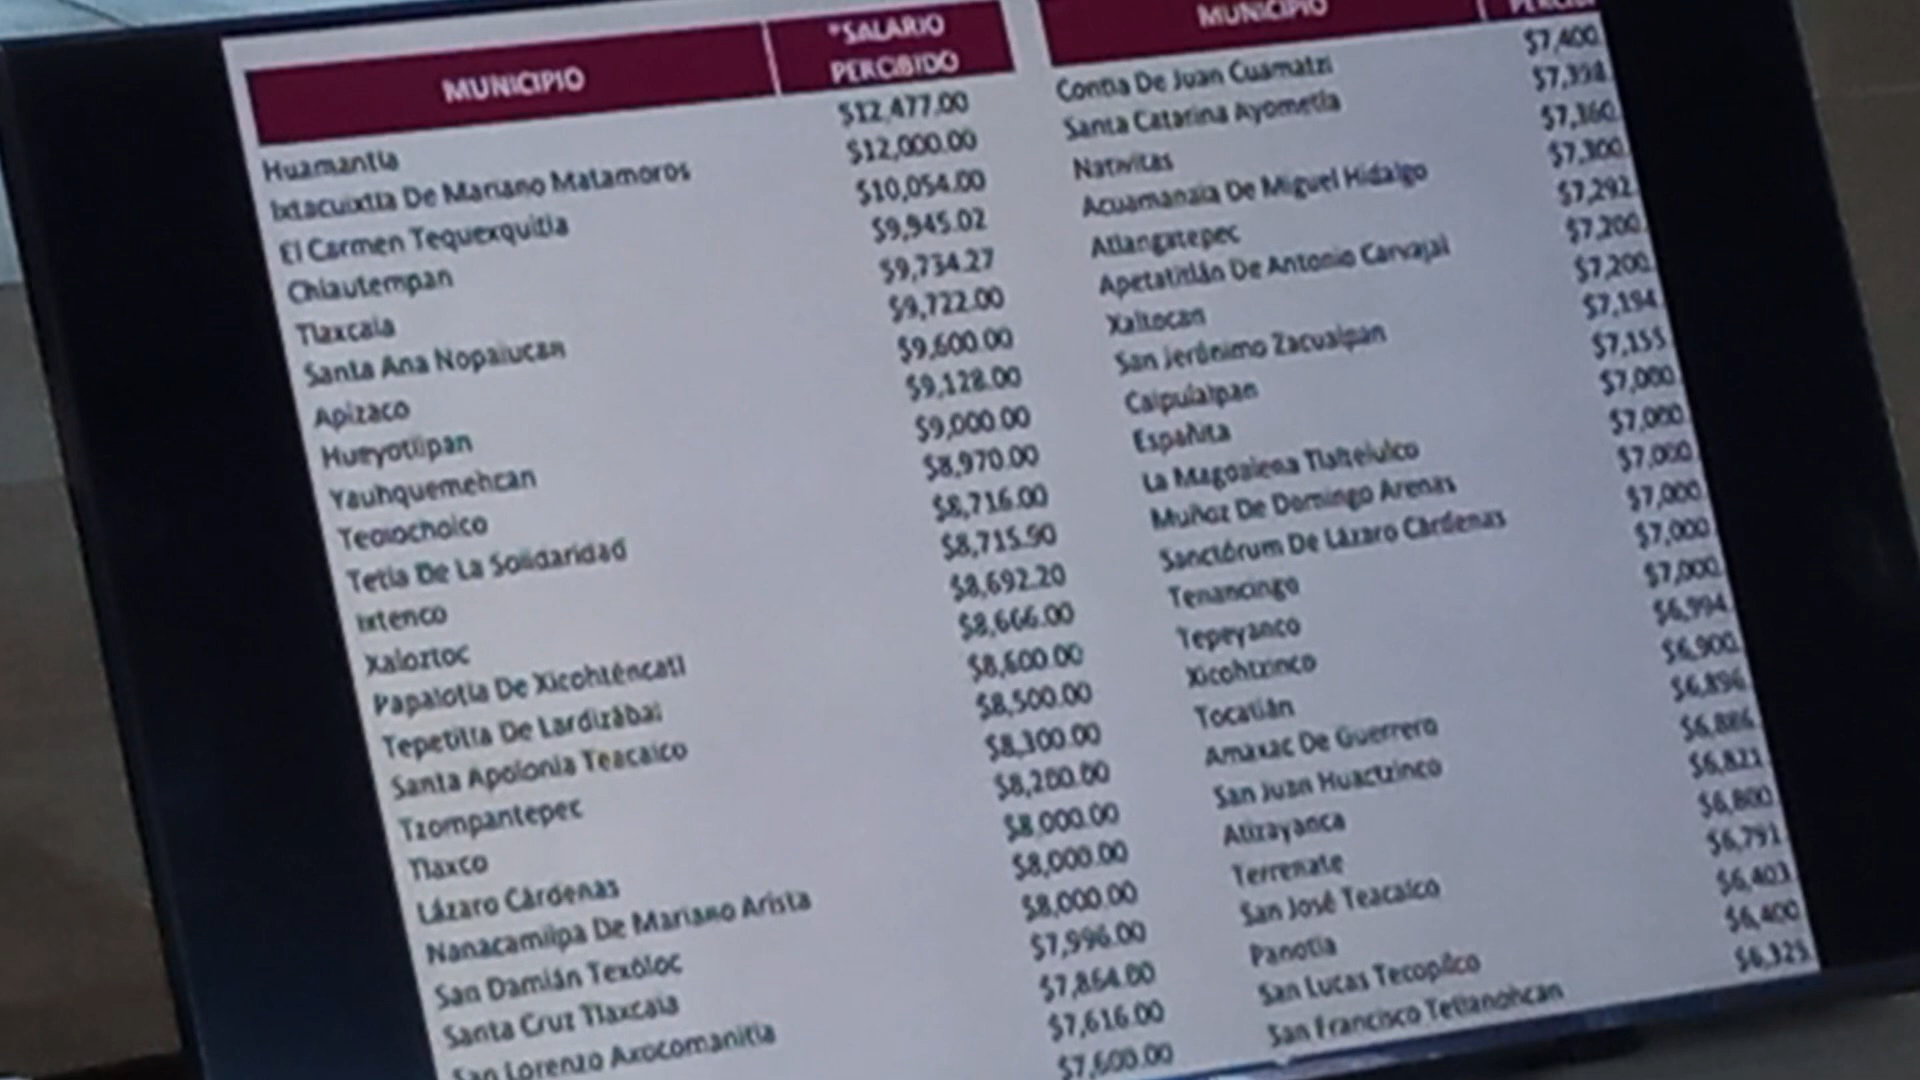 MUNICIPIO *SALARIO PERCIBIDO
Huamantla $12,477.00
Ixtacuixtla De Mariano Matamoros $12,000.00
El Carmen Tequexquitla $10,054.00
Chiautempan $9,945.02
Tlaxcala $9,734.27
Santa Ana Nopalucan $9,722.00
Apizaco $9,600.00
Hueyotlipan $9,128.00
Yauhquemehcan $9,000.00
Teolocholco $8,970.00
Tetla De La Solidaridad $8,716.00
Ixtenco $8,715.90
Xaloztoc $8,692.20
Papalotla De Xicohténcatl $8,666.00
Tepetitla De Lardizábal $8,600.00
Santa Apolonia Teacalco $8,500.00
Tzompantepec $8,300.00
Tlaxco $8,200.00
Lázaro Cárdenas $8,000.00
Nanacamilpa De Mariano Arista $8,000.00
San Damián Texóloc $8,000.00
Santa Cruz Tlaxcala $7,996.00
San Lorenzo Axocomanitla $7,864.00
$7,616.00
$7,600.00
MUNICIPIO
Contla De Juan Cuamatzi $7,400.
Santa Catarina Ayometla $7,398.
Nativitas $7,360.
Acuamanala De Miguel Hidalgo $7,300.
Atlangatepec $7,292.
Apetatitlán De Antonio Carvajal $7,200.
Xaltocan $7,200.
San Jerónimo Zacualpan $7,194.
Calpulalpan $7,155.
Españita $7,000.
La Magdalena Tlaltelulco $7,000.
Muñoz De Domingo Arenas $7,000.
Sanctórum De Lázaro Cárdenas $7,000.
Tenancingo $7,000.
Tepeyanco $7,000.
Xicohtzinco $6,994.
Tocatlán $6,900.
Amaxac De Guerrero $6,896.
San Juan Huactzinco $6,886.
Atlzayanca $6,821.
Terrenate $6,800.
San José Teacalco $6,791.
Panotla $6,403.
San Lucas Tecopilco $6,400.
San Francisco Tetlanohcan $6,325.